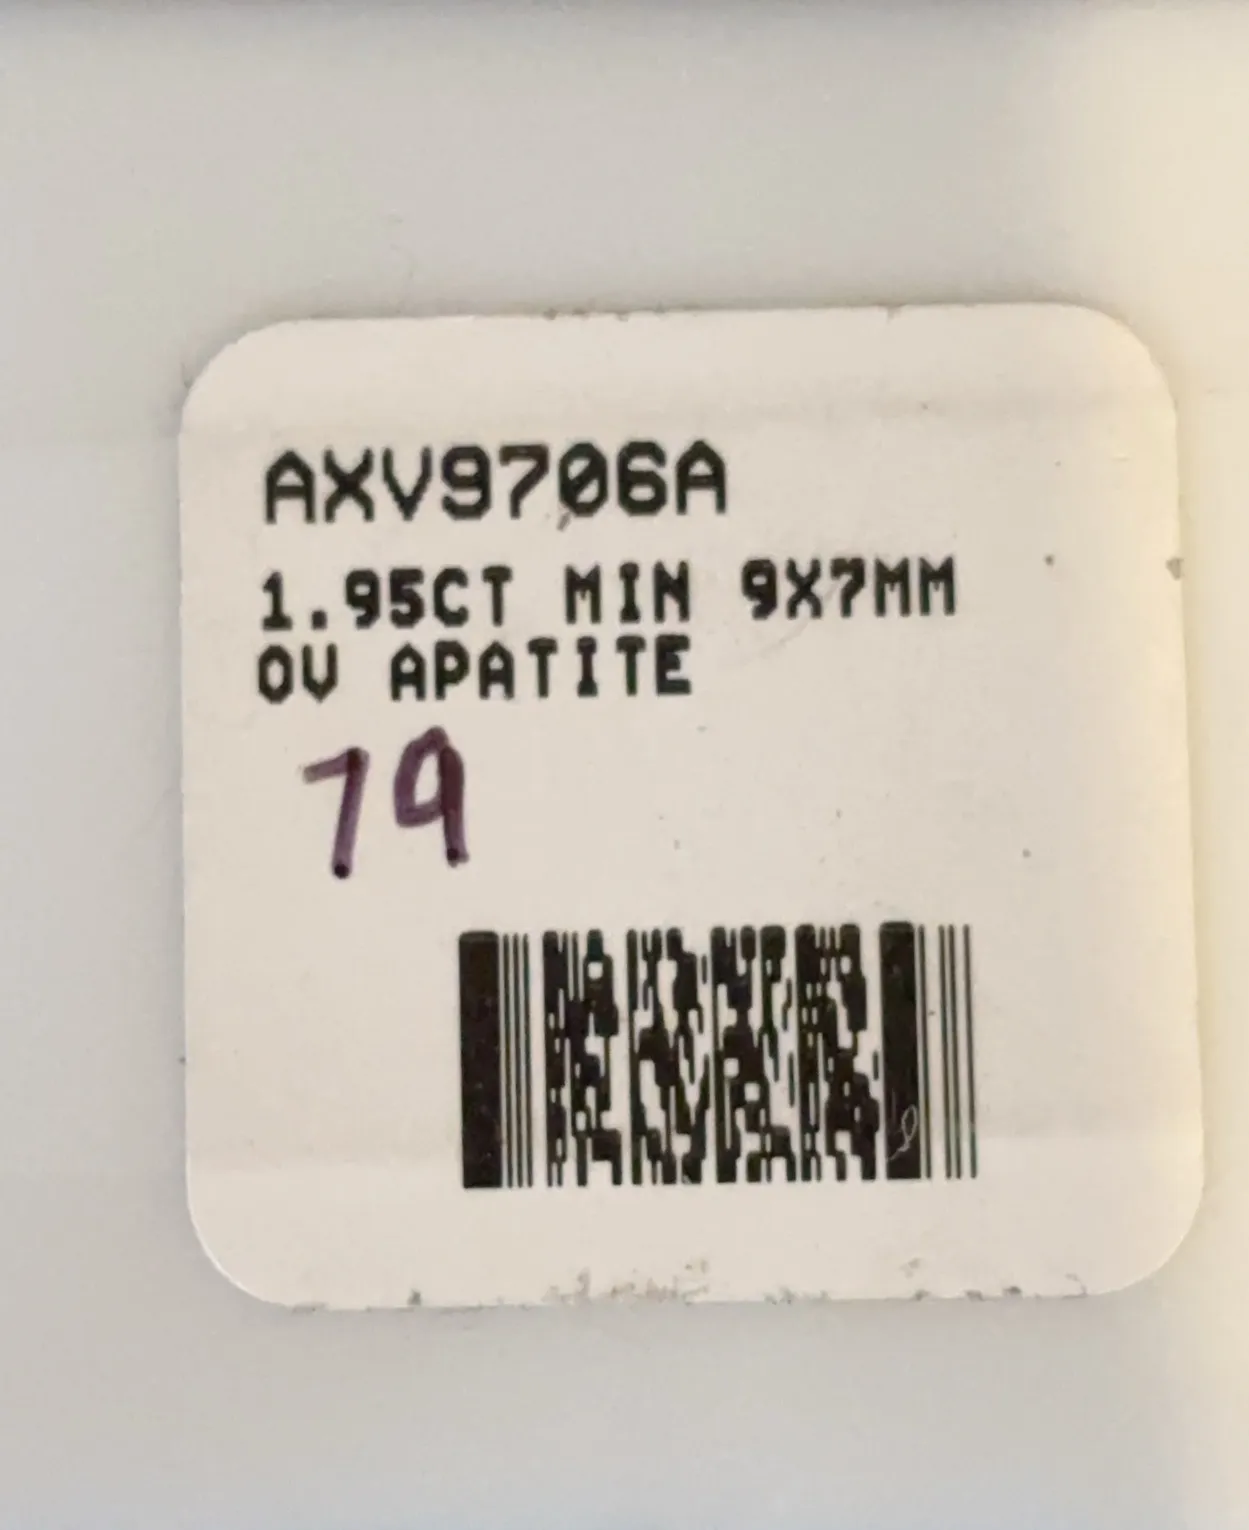 AXV9706A
1.95CT MIN 9X7MM
OV APATITE
79